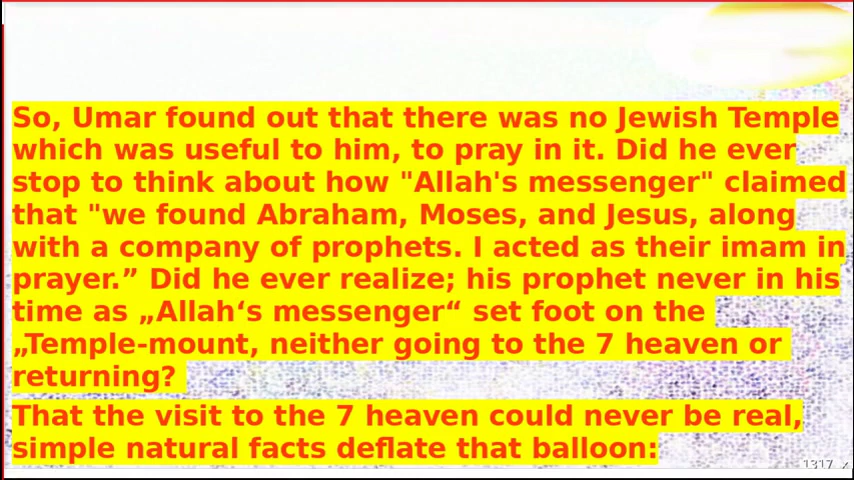 So, Umar found out that there was no Jewish Temple
which was useful to him, to pray in it. Did he ever
stop to think about how "Allah's messenger" claimed
that "we found Abraham, Moses, and Jesus, along
with a company of prophets. I acted as their imam in
prayer.” Did he ever realize; his prophet never in his
time as „Allah‘s messenger“ set foot on the
„Temple-mount, neither going to the 7 heaven or
returning?
That the visit to the 7 heaven could never be real,
simple natural facts deflate that balloon:
1317